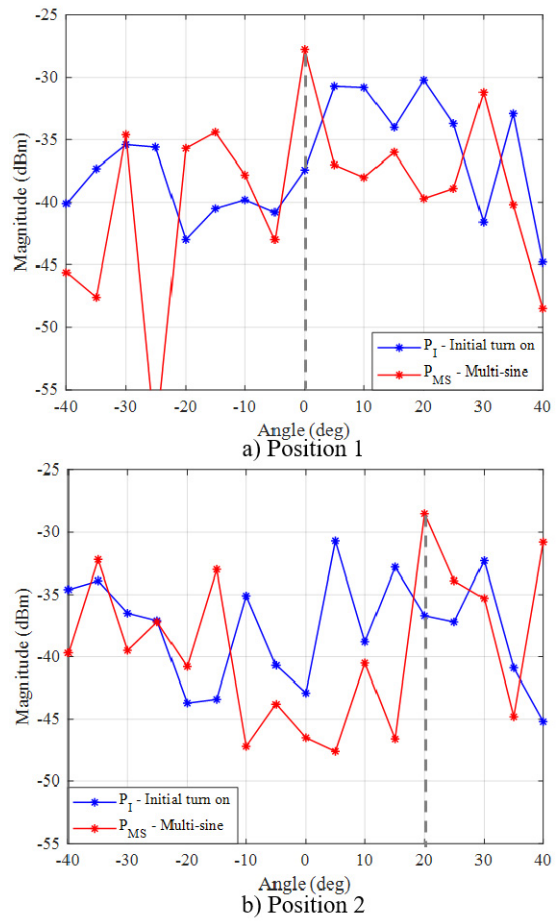 -25
-30
-35
-40
-45
-50
-55
Magnitude (dBm)
P_I - Initial turn on
P_MS - Multi-sine
-40 -30 -20 -10 0 10 20 30 40
Angle (deg)
a) Position 1
-25
-30
-35
-40
-45
-50
-55
Magnitude (dBm)
P_I - Initial turn on
P_MS - Multi-sine
-40 -30 -20 -10 0 10 20 30 40
Angle (deg)
b) Position 2